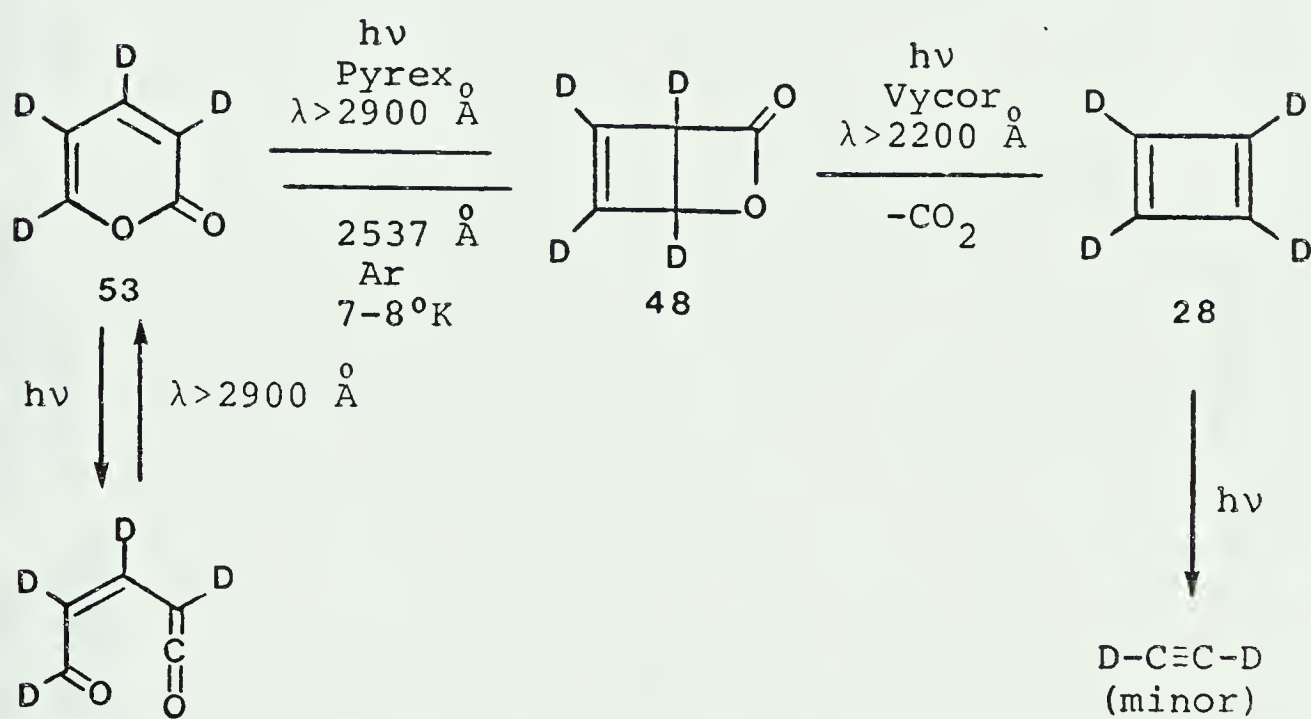 hν
Pyrex
λ>2900 Å
2537 Å
Ar
7-8°K
hν
Vycor
λ>2200 Å
-CO2
D
D
D
D
O
O
53
D
D
D
D
O
O
48
D
D
D
D
28
hν
λ>2900 Å
D
D
D
D
O
C
O
hν
D-C≡C-D
(minor)